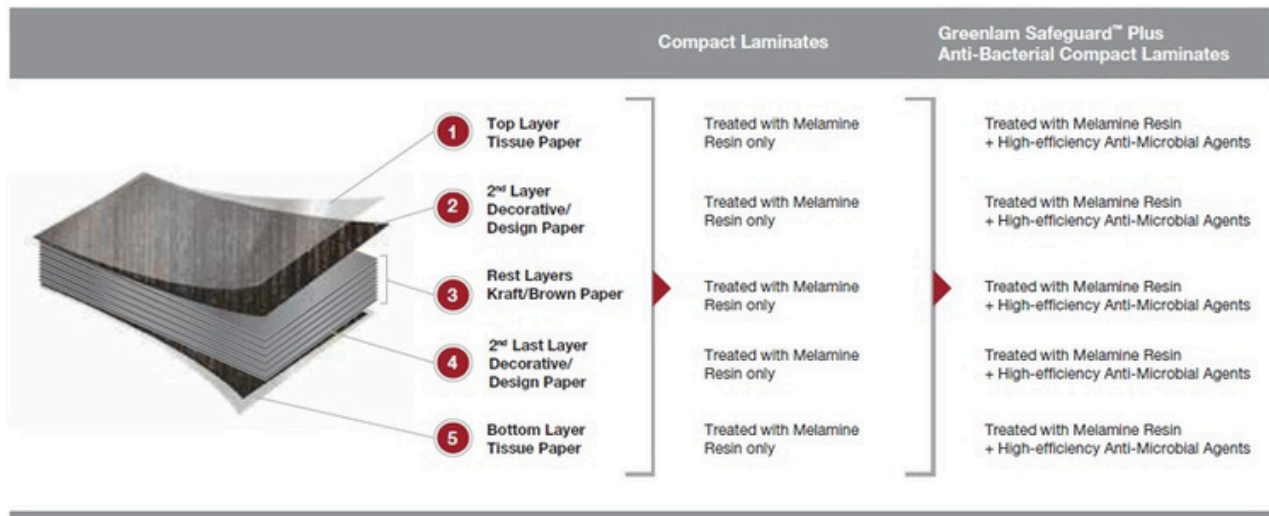 Compact Laminates
Greenlam Safeguard™ Plus
Anti-Bacterial Compact Laminates
1
Top Layer
Tissue Paper
Treated with Melamine
Resin only
Treated with Melamine Resin
+ High-efficiency Anti-Microbial Agents
2
2nd Layer
Decorative/
Design Paper
Treated with Melamine
Resin only
Treated with Melamine Resin
+ High-efficiency Anti-Microbial Agents
3
Rest Layers
Kraft/Brown Paper
Treated with Melamine
Resin only
Treated with Melamine Resin
+ High-efficiency Anti-Microbial Agents
4
2nd Last Layer
Decorative/
Design Paper
Treated with Melamine
Resin only
Treated with Melamine Resin
+ High-efficiency Anti-Microbial Agents
5
Bottom Layer
Tissue Paper
Treated with Melamine
Resin only
Treated with Melamine Resin
+ High-efficiency Anti-Microbial Agents